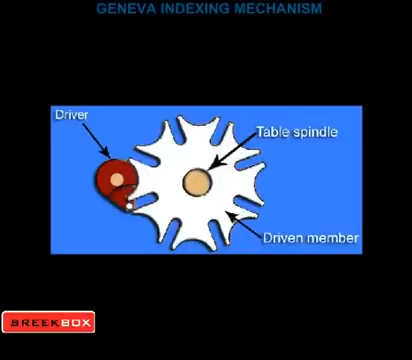 GENEVA INDEXING MECHANISM
Driver
Table spindle
Driven member
BREEKBOX